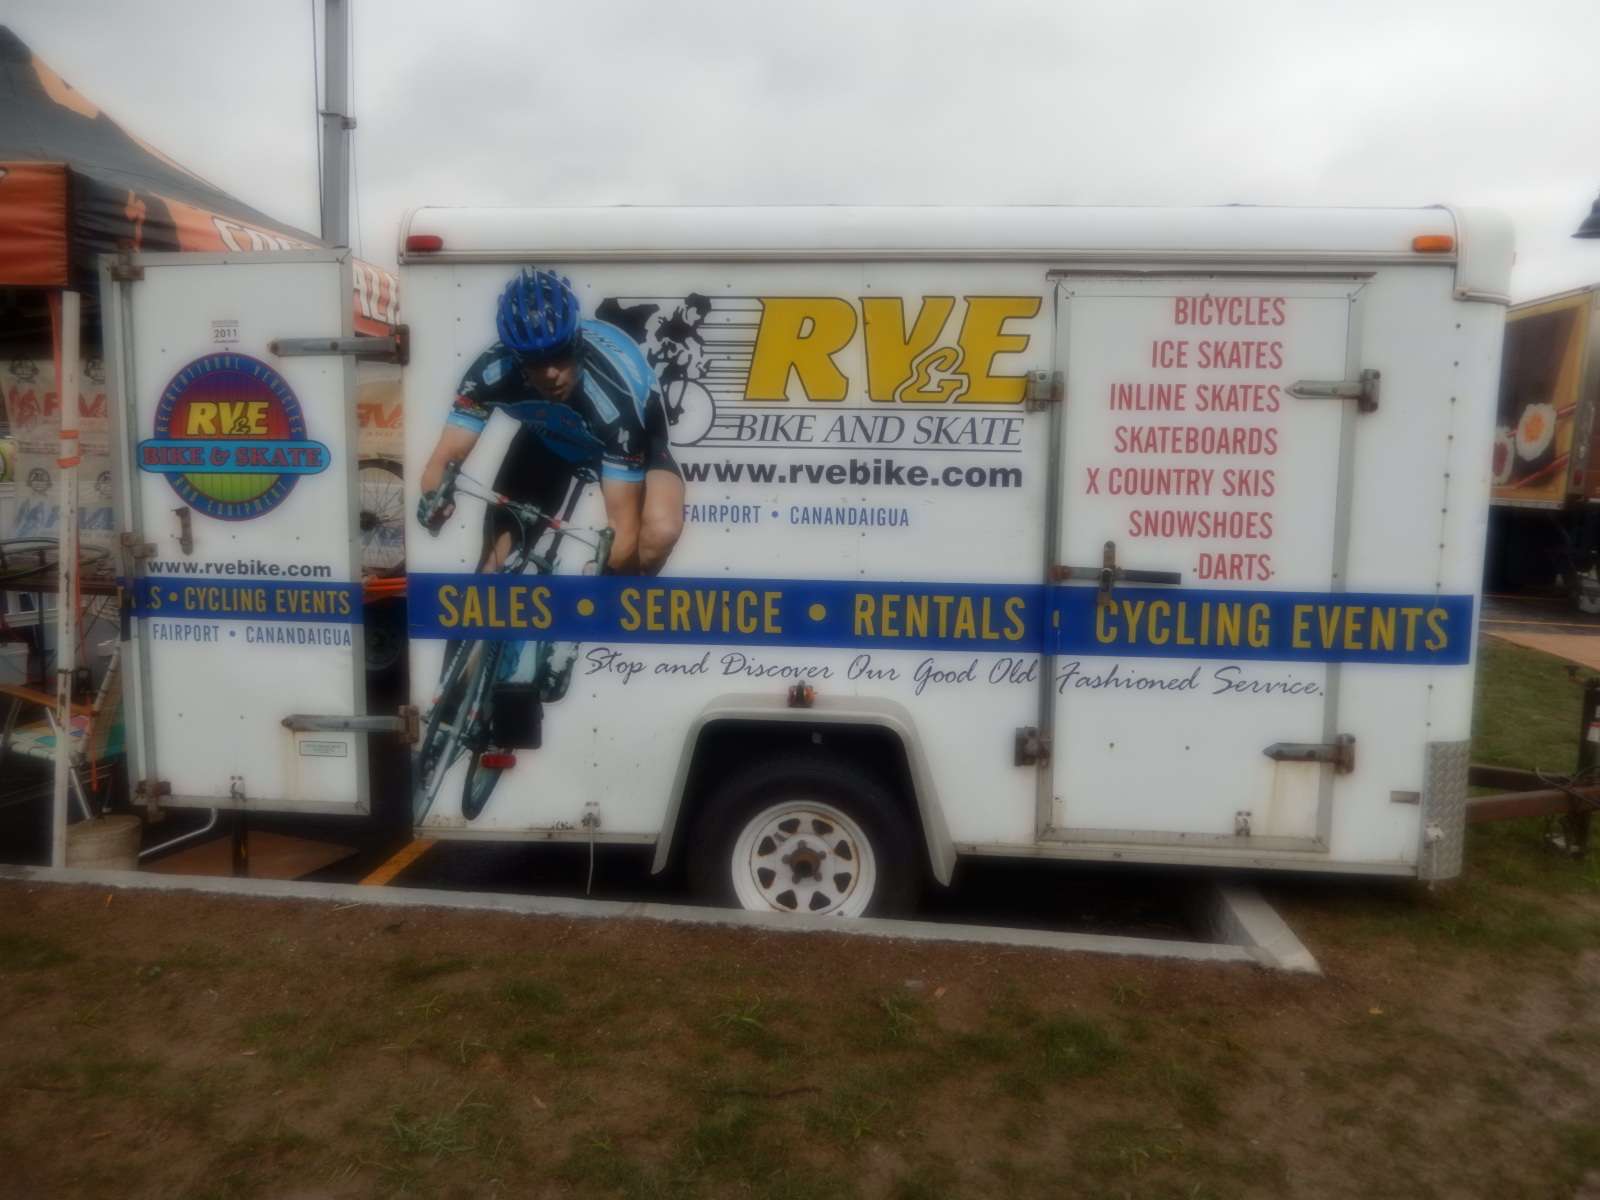 2011
RECREATIONAL VEHICLES
RV&E
BIKE & SKATE
AND EQUIPMENT
www.rvebike.com
LS • CYCLING EVENTS
FAIRPORT • CANANDAIGUA
RV&E
BIKE AND SKATE
www.rvebike.com
FAIRPORT • CANANDAIGUA
BICYCLES
ICE SKATES
INLINE SKATES
SKATEBOARDS
X COUNTRY SKIS
SNOWSHOES
·DARTS·
SALES • SERVICE • RENTALS • CYCLING EVENTS
Stop and Discover Our Good Old Fashioned Service.